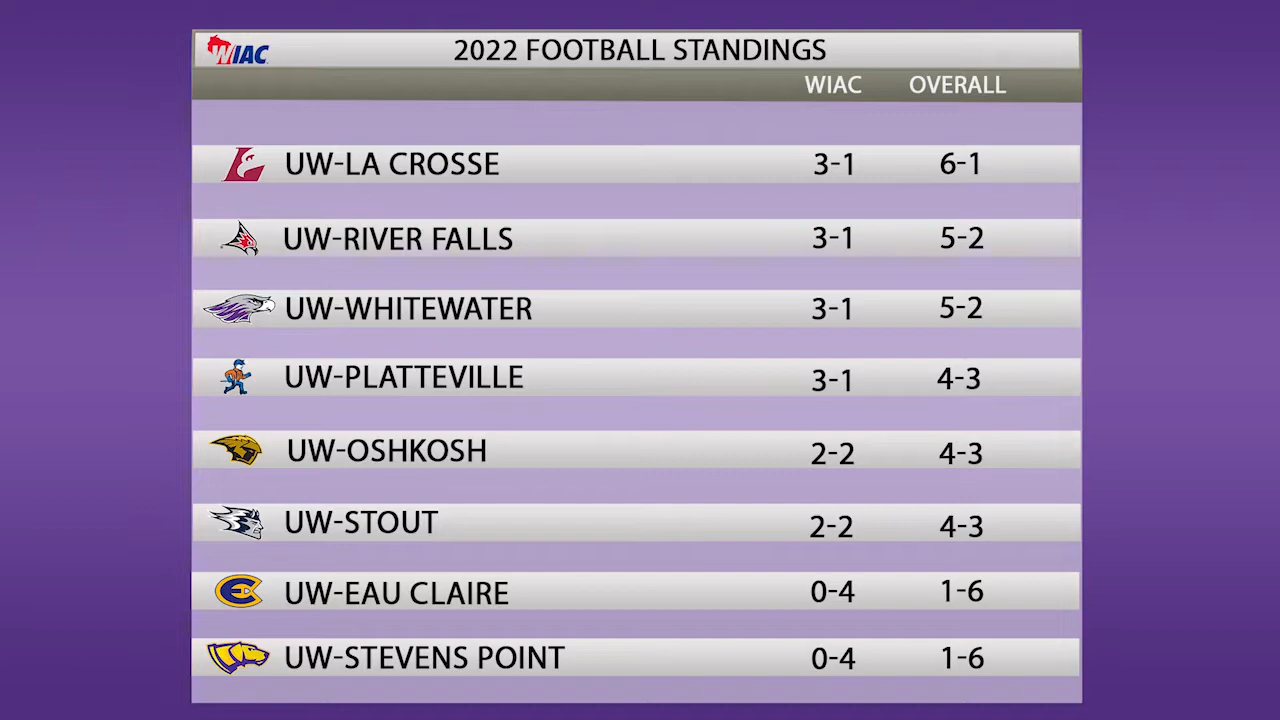 WIAC 2022 FOOTBALL STANDINGS
WIAC OVERALL
UW-LA CROSSE 3-1 6-1
UW-RIVER FALLS 3-1 5-2
UW-WHITEWATER 3-1 5-2
UW-PLATTEVILLE 3-1 4-3
UW-OSHKOSH 2-2 4-3
UW-STOUT 2-2 4-3
UW-EAU CLAIRE 0-4 1-6
UW-STEVENS POINT 0-4 1-6